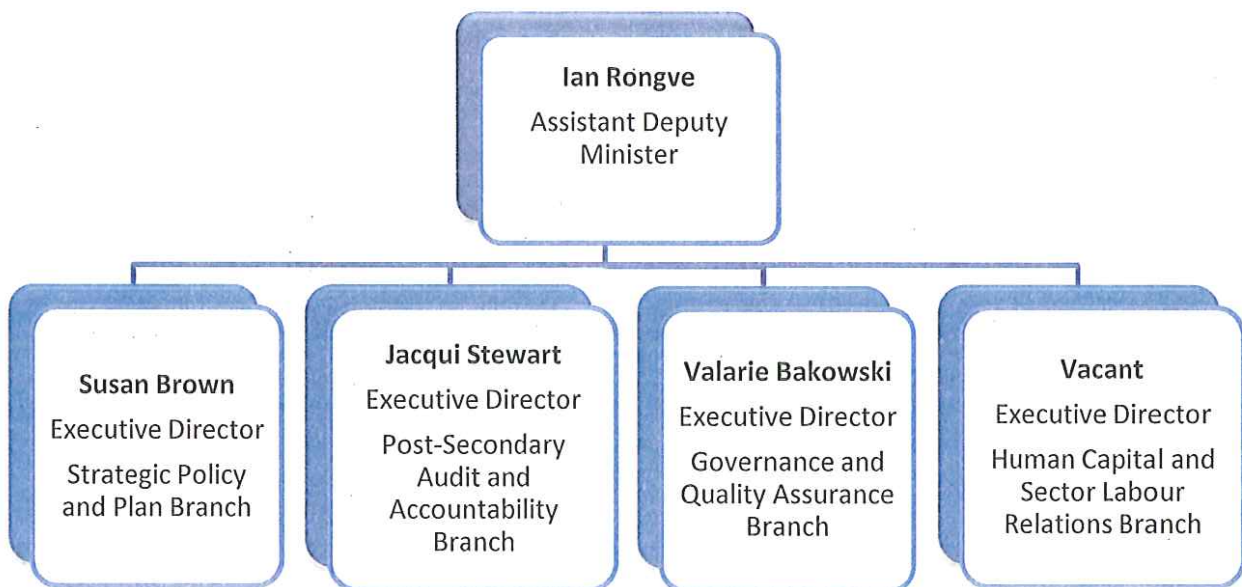 Ian Rongve
Assistant Deputy
Minister
Susan Brown
Executive Director
Strategic Policy
and Plan Branch
Jacqui Stewart
Executive Director
Post-Secondary
Audit and
Accountability
Branch
Valarie Bakowski
Executive Director
Governance and
Quality Assurance
Branch
Vacant
Executive Director
Human Capital and
Sector Labour
Relations Branch